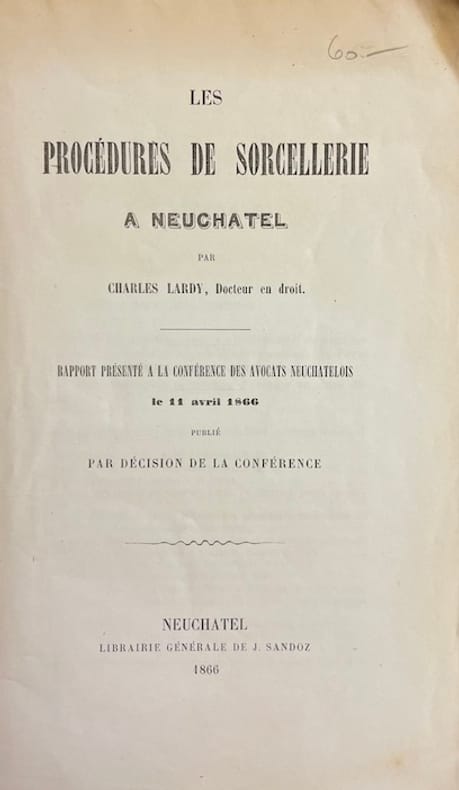 60.—
LES
PROCÉDURES DE SORCELLERIE
A NEUCHATEL
PAR
CHARLES LARDY, Docteur en droit.
RAPPORT PRÉSENTÉ A LA CONFÉRENCE DES AVOCATS NEUCHATELOIS
le 11 avril 1866
PUBLIÉ
PAR DÉCISION DE LA CONFÉRENCE
NEUCHATEL
LIBRAIRIE GÉNÉRALE DE J. SANDOZ
1866